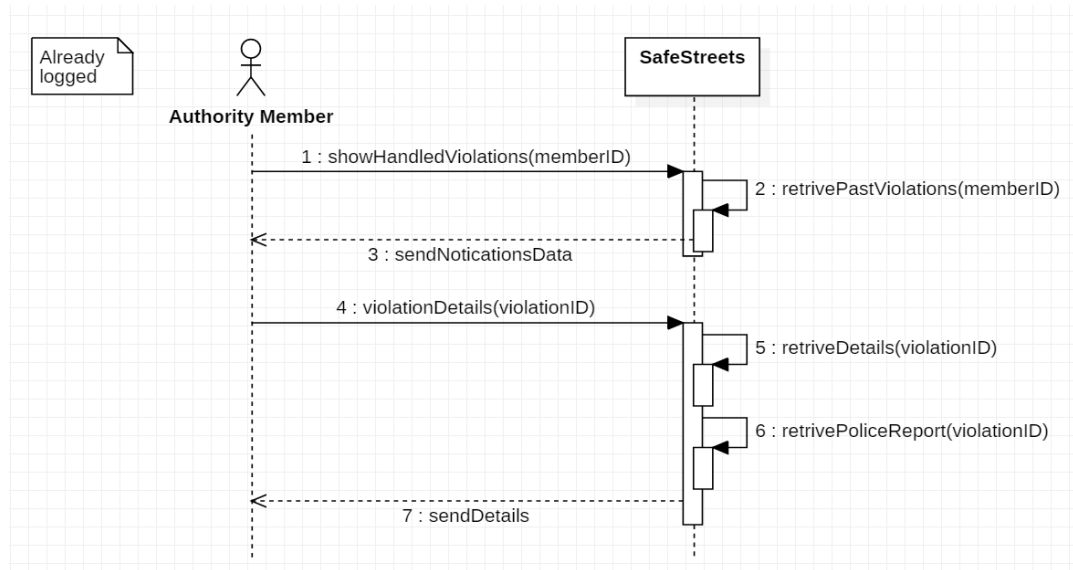 Already
logged
Authority Member
SafeStreets
1 : showHandledViolations(memberID)
2 : retrivePastViolations(memberID)
3 : sendNoticationsData
4 : violationDetails(violationID)
5 : retriveDetails(violationID)
6 : retrivePoliceReport(violationID)
7 : sendDetails